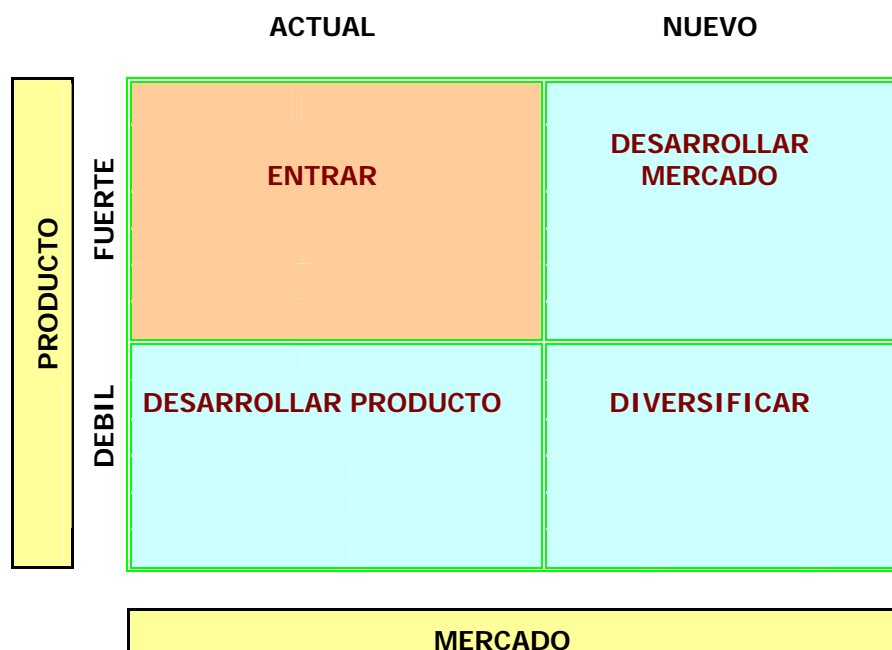 ACTUAL
NUEVO
PRODUCTO
FUERTE
ENTRAR
DESARROLLAR
MERCADO
DEBIL
DESARROLLAR PRODUCTO
DIVERSIFICAR
MERCADO